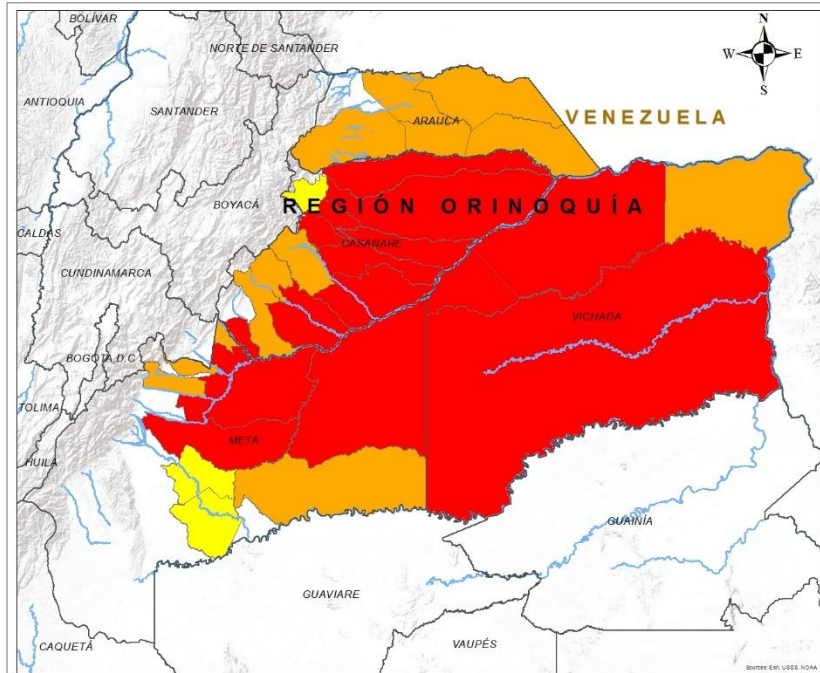 BOLÍVAR
N
NORTE DE SANTANDER
W E
S
ANTIOQUIA
SANTANDER
ARAUCA
VENEZUELA
BOYACÁ
REGIÓN ORINOQUÍA
CALDAS
CASANARE
CUNDINAMARCA
VICHADA
BOGOTA D.C
TOLIMA
META
HUILA
GUAINÍA
GUAVIARE
CAQUETÁ
VAUPÉS
Sources: Esri, USGS, NOAA